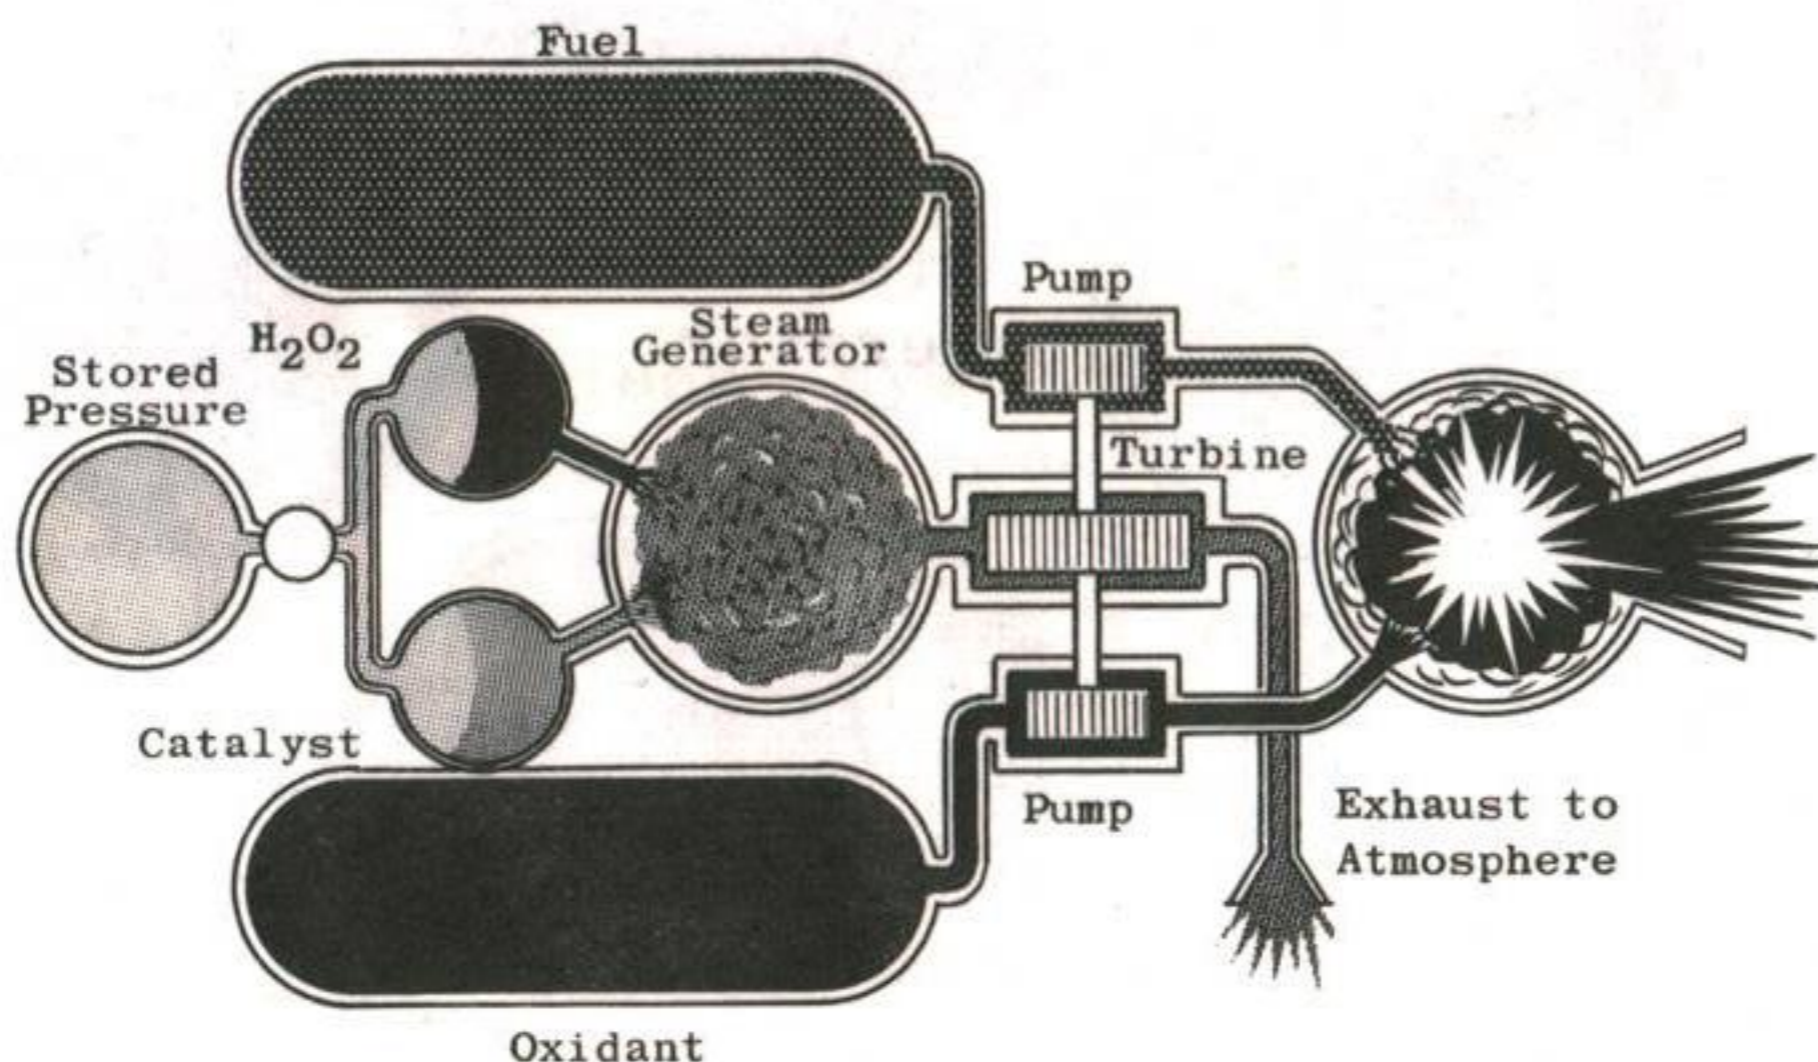 Fuel
Pump
Steam
Generator
H2O2
Stored
Pressure
Turbine
Catalyst
Pump
Exhaust to
Atmosphere
Oxidant